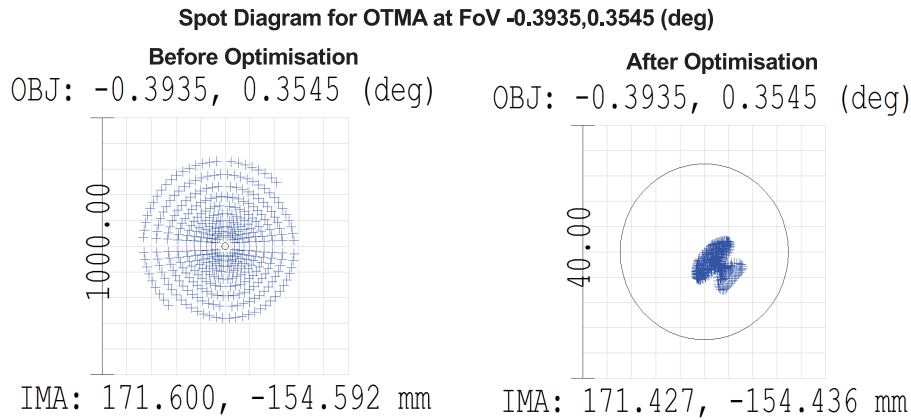 Spot Diagram for OTMA at FoV -0.3935,0.3545 (deg)
Before Optimisation
OBJ: -0.3935, 0.3545 (deg)
1000.00
IMA: 171.600, -154.592 mm
After Optimisation
OBJ: -0.3935, 0.3545 (deg)
40.00
IMA: 171.427, -154.436 mm